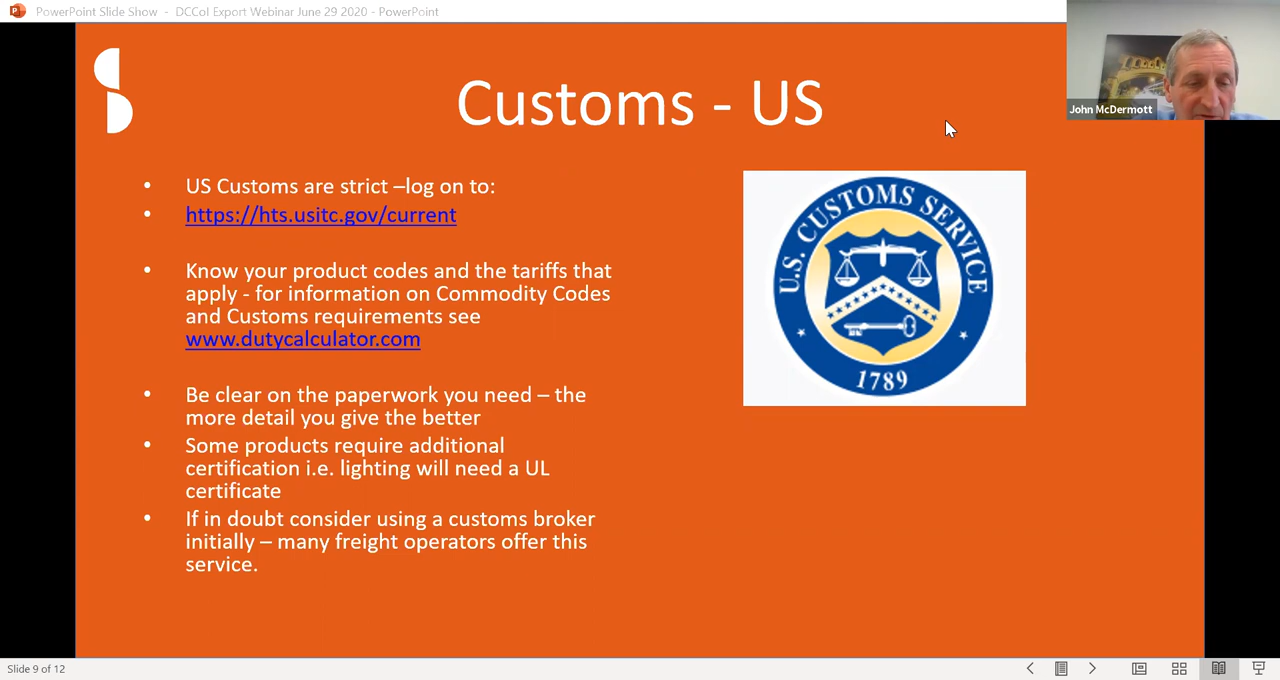 PowerPoint Slide Show - DCCoI Export Webinar June 29 2020 - PowerPoint
John McDermott
Customs - US
• US Customs are strict –log on to:
• https://hts.usitc.gov/current
• Know your product codes and the tariffs that
apply - for information on Commodity Codes
and Customs requirements see
www.dutycalculator.com
• Be clear on the paperwork you need – the
more detail you give the better
• Some products require additional
certification i.e. lighting will need a UL
certificate
• If in doubt consider using a customs broker
initially – many freight operators offer this
service.
U.S. CUSTOMS SERVICE
1789
Slide 9 of 12